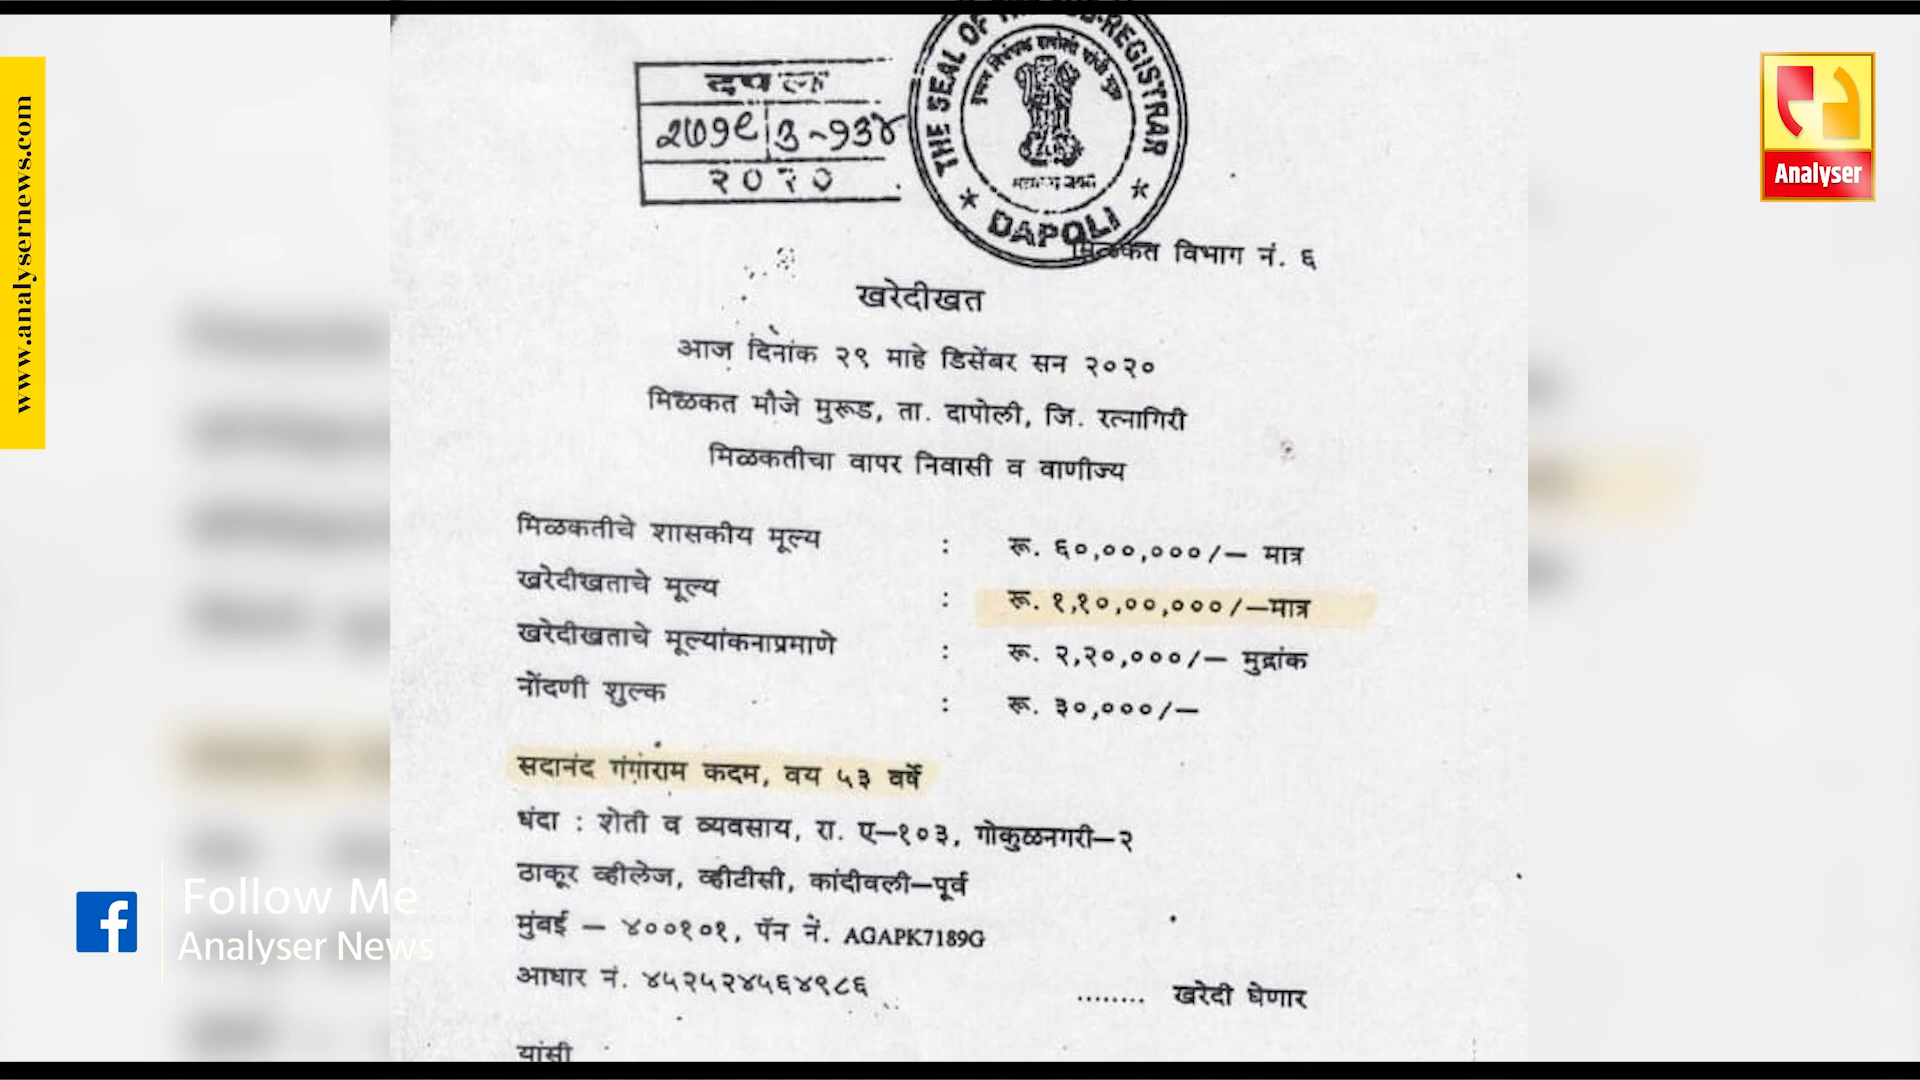 www.analysernews.com
THE SEAL OF THE SUB-REGISTRAR
DAPOLI
दपल
२७१९ ३-१३४
२०२०
Analyser
मिळकत विभाग नं. ६
खरेदीखत
आज दिनांक २९ माहे डिसेंबर सन २०२०
मिळकत मौजे मुरूड, ता. दापोली, जि. रत्नागिरी
मिळकतीचा वापर निवासी व वाणीज्य
मिळकतीचे शासकीय मूल्य : रू. ६०,००,०००/— मात्र
खरेदीखताचे मूल्य : रू. १,१०,००,०००/—मात्र
खरेदीखताचे मूल्यांकनाप्रमाणे : रू. २,२०,०००/— मुद्रांक
नोंदणी शुल्क : रू. ३०,०००/—
सदानंद गंगाराम कदम, वय ५३ वर्षे
धंदा : शेती व व्यवसाय, रा. ए—१०३, गोकुळनगरी—२
ठाकूर व्हीलेज, व्हीटीसी, कांदीवली—पूर्व
मुंबई — ४००१०१, पॅन नें. AGAPK7189G
आधार नं. ४५२५२४५६४९८६
........ खरेदी घेणार
यांसी
Follow Me
Analyser News